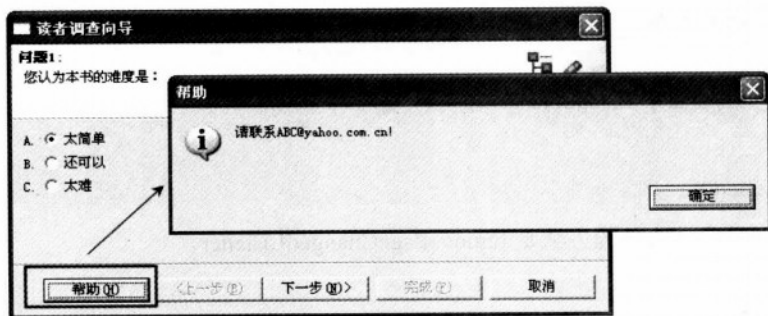 读者调查向导
问题1:
您认为本书的难度是:
A. 太简单
B. 还可以
C. 太难
帮助
请联系ABC@yahoo.com.cn!
确定
帮助(H) <上一步(P) 下一步(N)> 完成(F) 取消